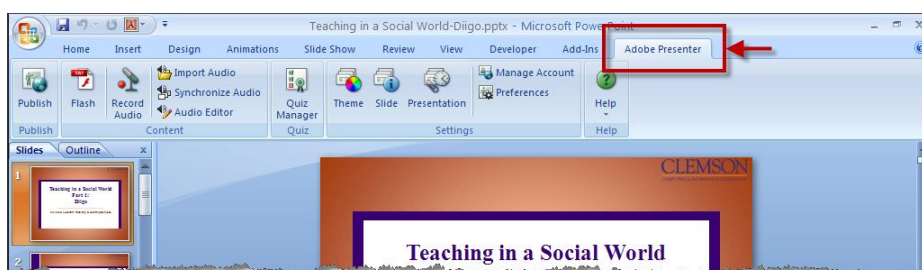 Teaching in a Social World-Diigo.pptx - Microsoft PowerPoint
Home Insert Design Animations Slide Show Review View Developer Add-Ins Adobe Presenter
Import Audio
Synchronize Audio
Audio Editor
Manage Account
Preferences
Publish Flash Record Audio Quiz Manager Theme Slide Presentation Help
Publish Content Quiz Settings Help
Slides Outline x
1
Teaching in a Social World
Part 1:
Diigo
2
CLEMSON
Teaching in a Social World